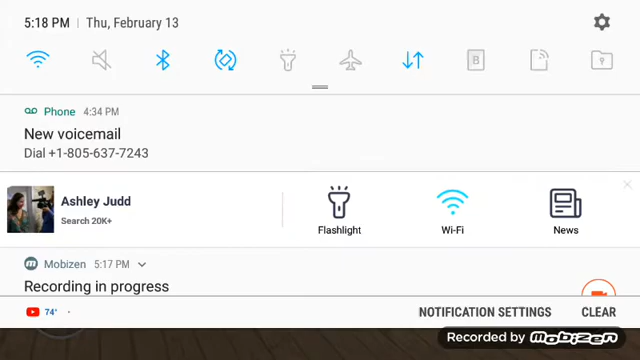 5:18 PM | Thu, February 13
B
Phone 4:34 PM
New voicemail
Dial +1-805-637-7243
Ashley Judd
Search 20K+
Flashlight
Wi-Fi
News
Mobizen 5:17 PM
Recording in progress
74°
NOTIFICATION SETTINGS
CLEAR
Recorded by mobizen